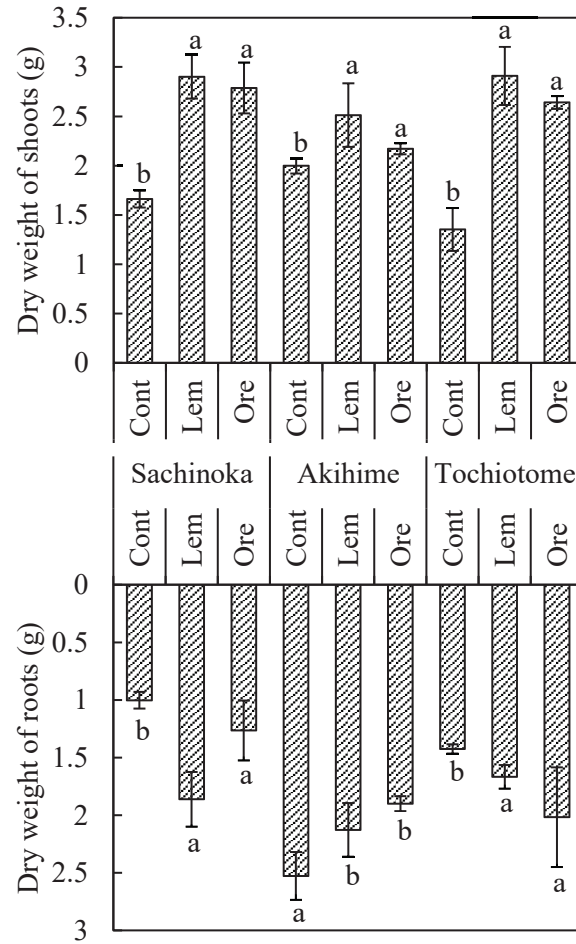 Dry weight of shoots (g)
3.5
3
2.5
2
1.5
1
0.5
0
b a a b a a b a a
Cont Lem Ore Cont Lem Ore Cont Lem Ore
Sachinoka Akihime Tochiotome
Cont Lem Ore Cont Lem Ore Cont Lem Ore
Dry weight of roots (g)
0
0.5
1
1.5
2
2.5
3
b a a a b b b a a